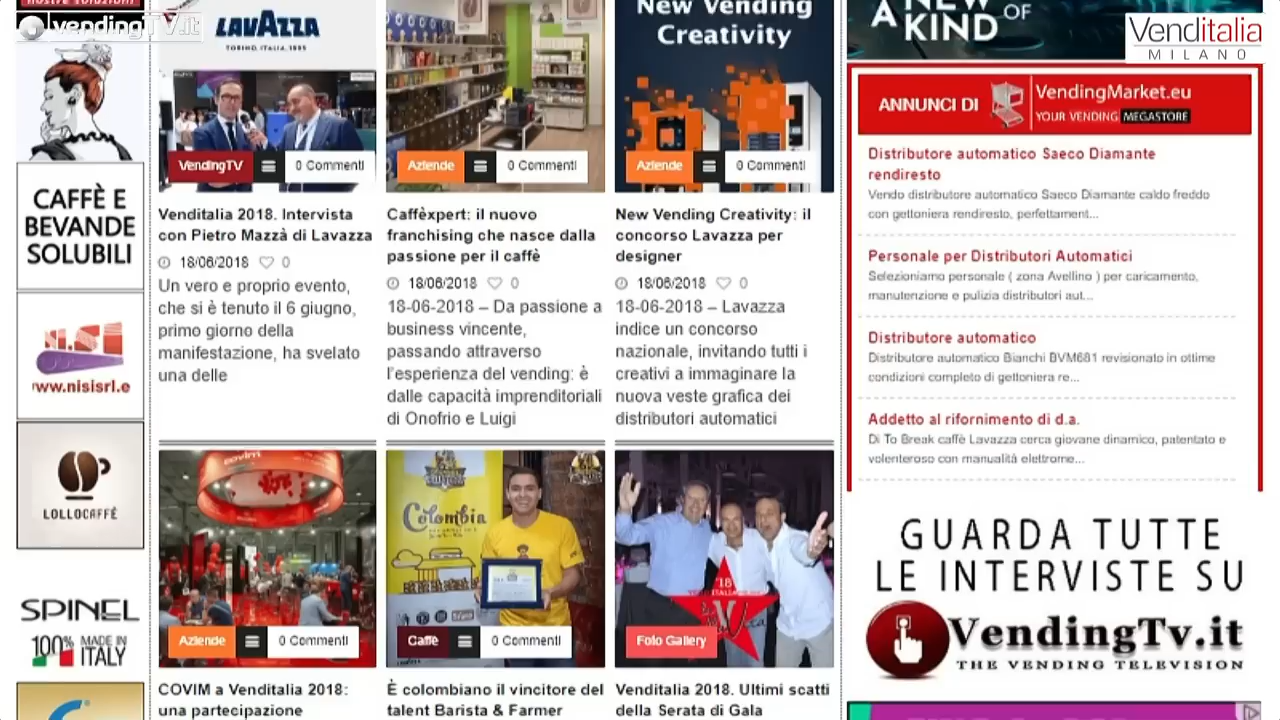 nostre soluzioni
vendingTV.it
CAFFÈ E
BEVANDE
SOLUBILI
www.nisisrl.e
LOLLOCAFFÈ
SPINEL
100% MADE IN
ITALY
LAVAZZA
TORINO, ITALIA, 1895
VendingTV
0 Commenti
Venditalia 2018. Intervista
con Pietro Mazzà di Lavazza
18/06/2018 0
Un vero e proprio evento,
che si è tenuto il 6 giugno,
primo giorno della
manifestazione, ha svelato
una delle
Aziende
0 Commenti
Caffèxpert: il nuovo
franchising che nasce dalla
passione per il caffè
18/06/2018 0
18-06-2018 – Da passione a
business vincente,
passando attraverso
l'esperienza del vending: è
dalle capacità imprenditoriali
di Onofrio e Luigi
New Vending
Creativity
Aziende
0 Commenti
New Vending Creativity: il
concorso Lavazza per
designer
18/06/2018 0
18-06-2018 – Lavazza
indice un concorso
nazionale, invitando tutti i
creativi a immaginare la
nuova veste grafica dei
distributori automatici
covim
Aziende
0 Commenti
COVIM a Venditalia 2018:
una partecipazione
Colombia
Caffè
0 Commenti
È colombiano il vincitore del
talent Barista & Farmer
'18
Foto Gallery
Venditalia 2018. Ultimi scatti
della Serata di Gala
A NEW
KIND OF
Venditalia
MILANO
ANNUNCI DI
VendingMarket.eu
YOUR VENDING MEGASTORE
Distributore automatico Saeco Diamante
rendiresto
Vendo distributore automatico Saeco Diamante caldo freddo
con gettoniera rendiresto, perfettament...
Personale per Distributori Automatici
Selezioniamo personale ( zona Avellino ) per caricamento,
manutenzione e pulizia distributori aut...
Distributore automatico
Distributore automatico Bianchi BVM681 revisionato in ottime
condizioni completo di gettoniera re...
Addetto al rifornimento di d.a.
Di To Break caffè Lavazza cerca giovane dinamico, patentato e
volenteroso con manualità elettrome...
GUARDA TUTTE
LE INTERVISTE SU
VendingTv.it
THE VENDING TELEVISION